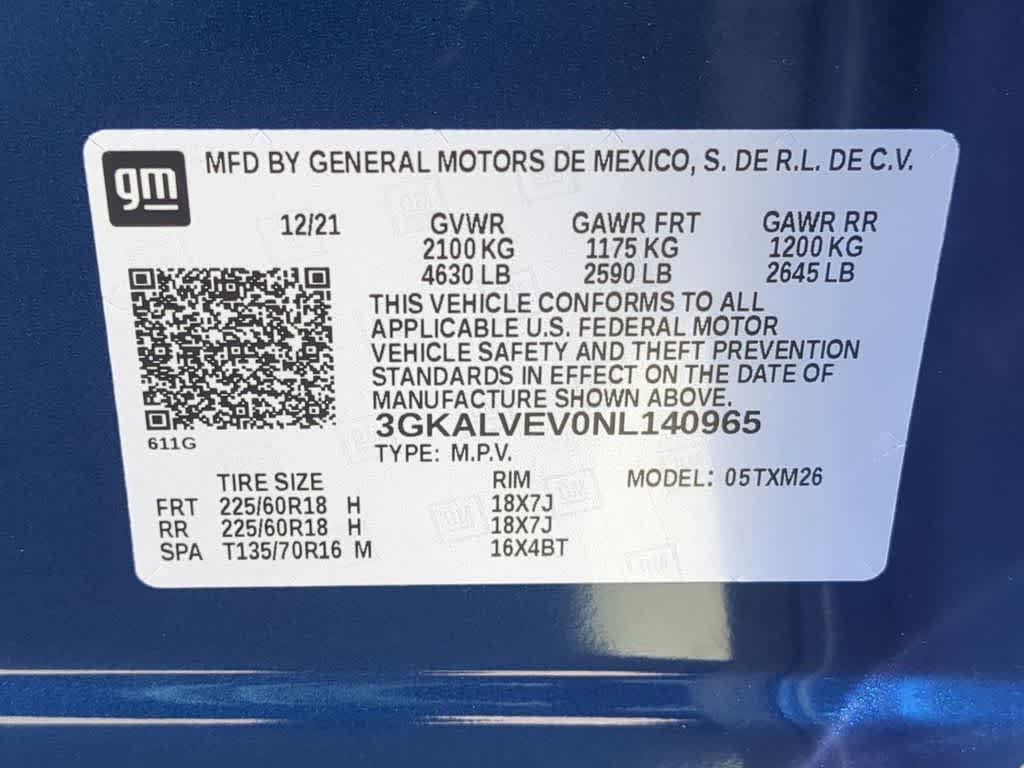 gm MFD BY GENERAL MOTORS DE MEXICO, S. DE R.L. DE C.V.
12/21 GVWR GAWR FRT GAWR RR
2100 KG 1175 KG 1200 KG
4630 LB 2590 LB 2645 LB
THIS VEHICLE CONFORMS TO ALL
APPLICABLE U.S. FEDERAL MOTOR
VEHICLE SAFETY AND THEFT PREVENTION
STANDARDS IN EFFECT ON THE DATE OF
MANUFACTURE SHOWN ABOVE.
3GKALVEV0NL140965
611G
TYPE: M.P.V.
TIRE SIZE RIM MODEL: 05TXM26
FRT 225/60R18 H 18X7J
RR 225/60R18 H 18X7J
SPA T135/70R16 M 16X4BT